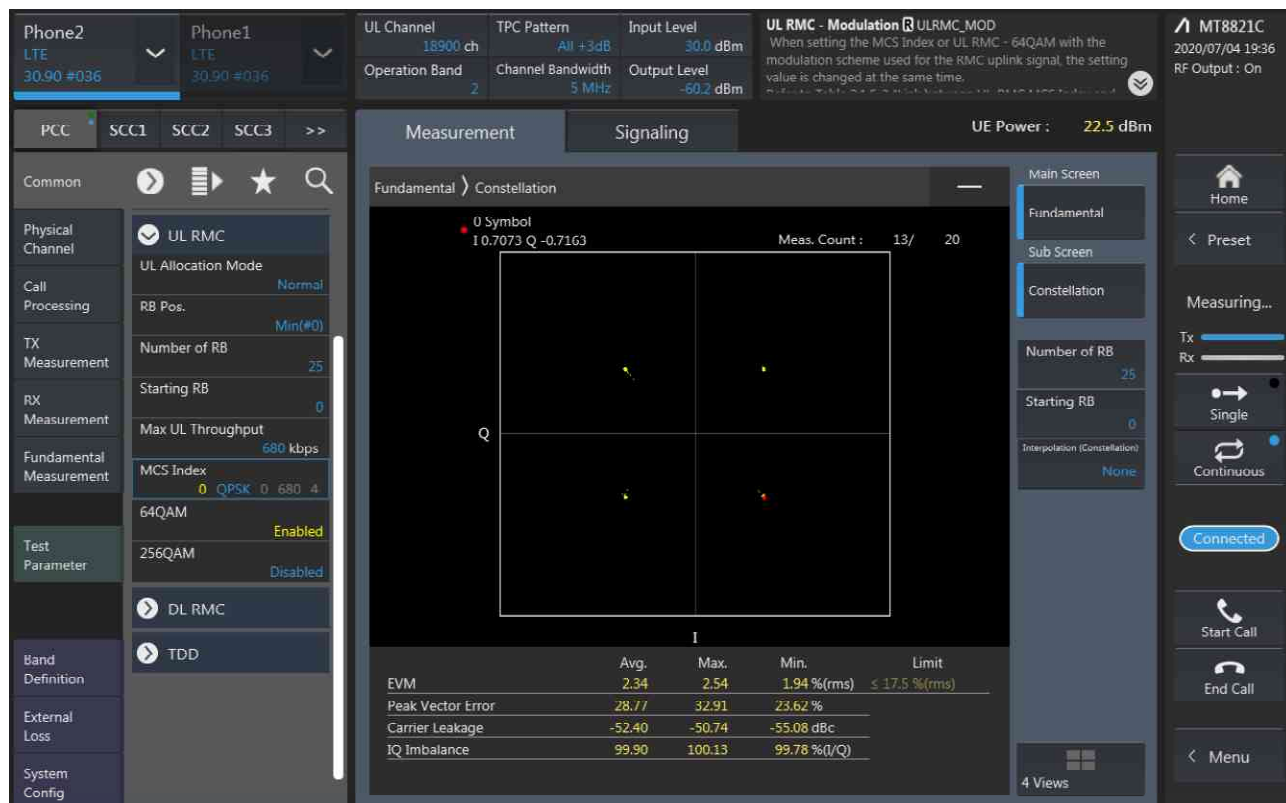 Phone2
LTE
30.90 #036
Phone1
LTE
30.90 #036
UL Channel
18900 ch
TPC Pattern
All +3dB
Input Level
30.0 dBm
Operation Band
2
Channel Bandwidth
5 MHz
Output Level
-60.2 dBm
UL RMC - Modulation R ULRMC_MOD
When setting the MCS Index or UL RMC - 64QAM with the
modulation scheme used for the RMC uplink signal, the setting
value is changed at the same time.
MT8821C
2020/07/04 19:36
RF Output : On
PCC SCC1 SCC2 SCC3 >>
Measurement
Signaling
UE Power : 22.5 dBm
Common
Physical
Channel
Call
Processing
TX
Measurement
RX
Measurement
Fundamental
Measurement
Test
Parameter
Band
Definition
External
Loss
System
Config
UL RMC
UL Allocation Mode
Normal
RB Pos.
Min(#0)
Number of RB
25
Starting RB
0
Max UL Throughput
680 kbps
MCS Index
0 QPSK 0 680 4
64QAM
Enabled
256QAM
Disabled
DL RMC
TDD
Fundamental ⟩ Constellation
0 Symbol
I 0.7073 Q -0.7163
Meas. Count : 13/ 20
Q
I
Avg. Max. Min. Limit
EVM 2.34 2.54 1.94 %(rms) ≤ 17.5 %(rms)
Peak Vector Error 28.77 32.91 23.62 %
Carrier Leakage -52.40 -50.74 -55.08 dBc
IQ Imbalance 99.90 100.13 99.78 %(I/Q)
Main Screen
Fundamental
Sub Screen
Constellation
Number of RB
25
Starting RB
0
Interpolation (Constellation)
None
4 Views
Home
< Preset
Measuring...
Tx
Rx
Single
Continuous
Connected
Start Call
End Call
< Menu